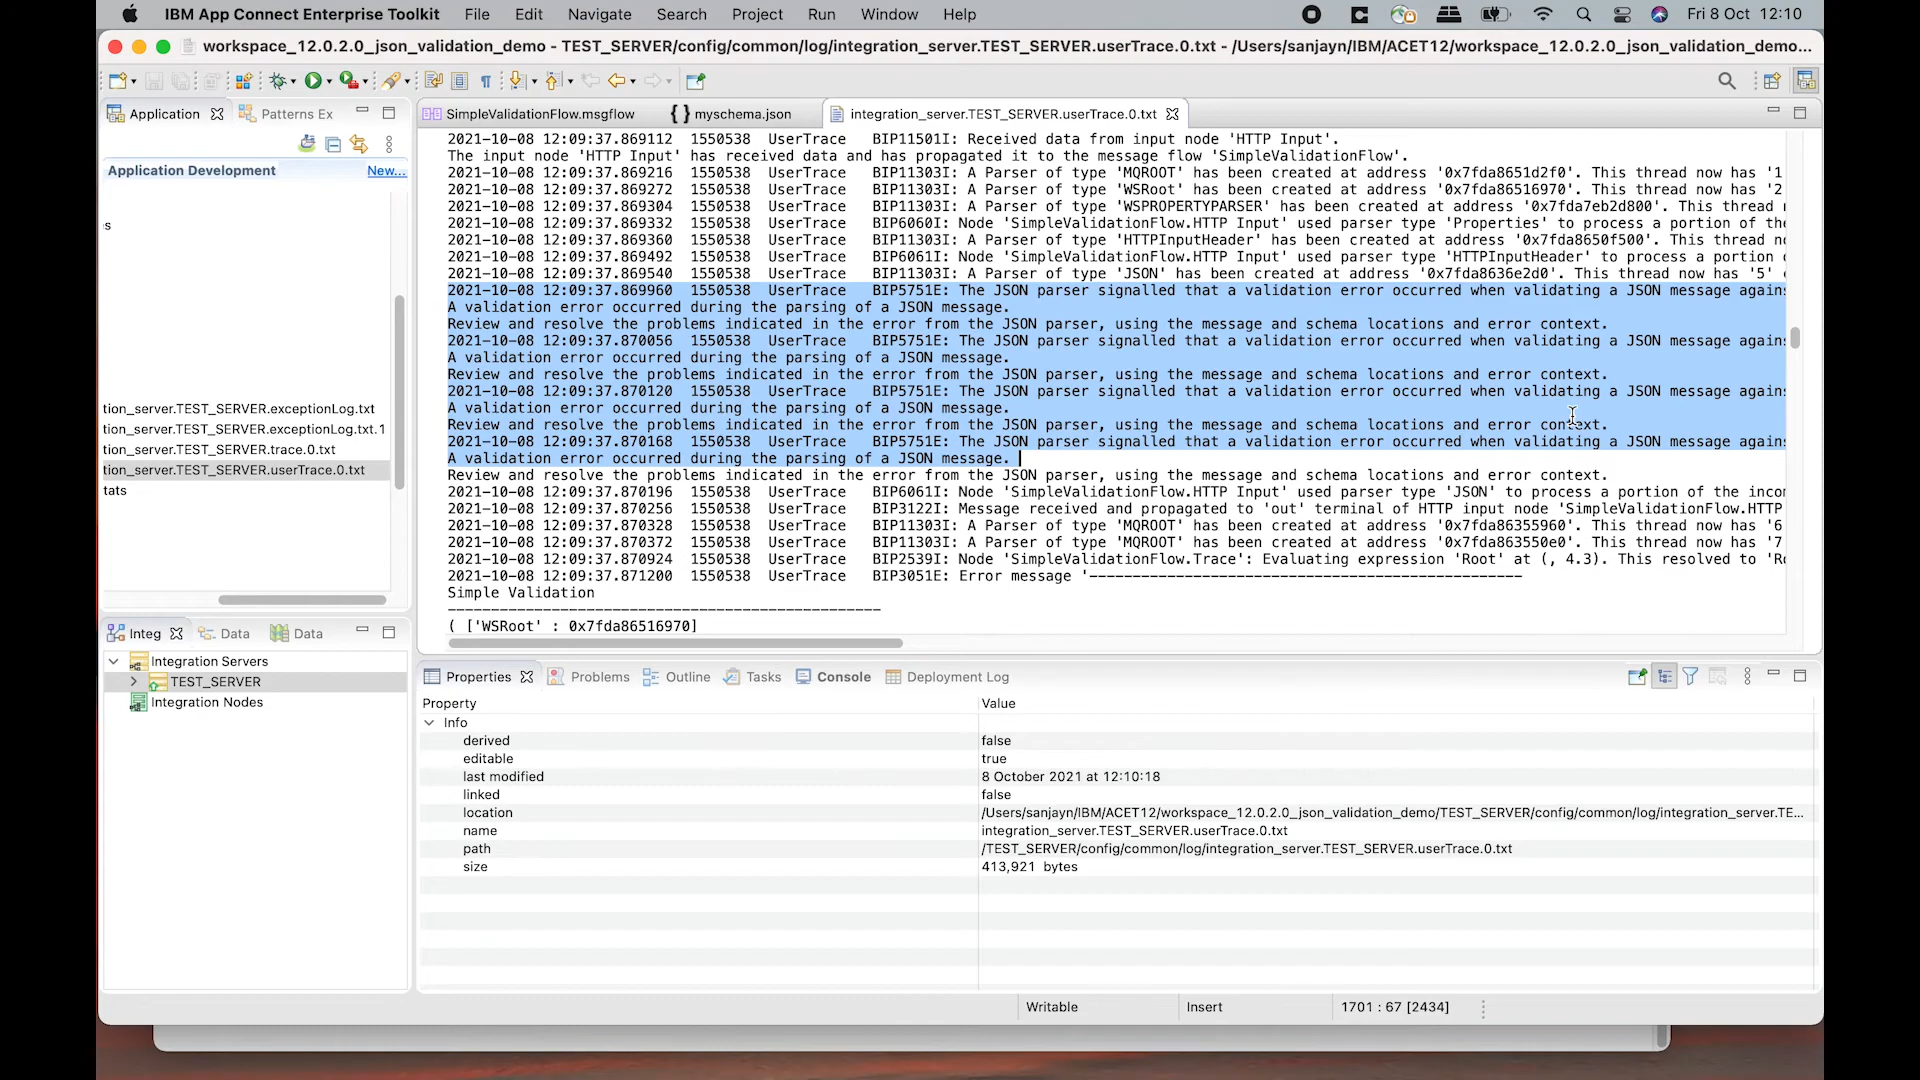 IBM App Connect Enterprise Toolkit File Edit Navigate Search Project Run Window Help Fri 8 Oct 12:10
workspace_12.0.2.0_json_validation_demo - TEST_SERVER/config/common/log/integration_server.TEST_SERVER.userTrace.0.txt - /Users/sanjayn/IBM/ACET12/workspace_12.0.2.0_json_validation_demo...
Application Patterns Ex
Application Development New...
s
tion_server.TEST_SERVER.exceptionLog.txt
tion_server.TEST_SERVER.exceptionLog.txt.1
tion_server.TEST_SERVER.trace.0.txt
tion_server.TEST_SERVER.userTrace.0.txt
tats
Integ Data Data
Integration Servers
TEST_SERVER
Integration Nodes
SimpleValidationFlow.msgflow { } myschema.json integration_server.TEST_SERVER.userTrace.0.txt
2021-10-08 12:09:37.869112 1550538 UserTrace BIP11501I: Received data from input node 'HTTP Input'.
The input node 'HTTP Input' has received data and has propagated it to the message flow 'SimpleValidationFlow'.
2021-10-08 12:09:37.869216 1550538 UserTrace BIP11303I: A Parser of type 'MQROOT' has been created at address '0x7fda8651d2f0'. This thread now has '1
2021-10-08 12:09:37.869272 1550538 UserTrace BIP11303I: A Parser of type 'WSRoot' has been created at address '0x7fda86516970'. This thread now has '2
2021-10-08 12:09:37.869304 1550538 UserTrace BIP11303I: A Parser of type 'WSPROPERTYPARSER' has been created at address '0x7fda7eb2d800'. This thread
2021-10-08 12:09:37.869332 1550538 UserTrace BIP6060I: Node 'SimpleValidationFlow.HTTP Input' used parser type 'Properties' to process a portion of the
2021-10-08 12:09:37.869360 1550538 UserTrace BIP11303I: A Parser of type 'HTTPInputHeader' has been created at address '0x7fda8650f500'. This thread no
2021-10-08 12:09:37.869492 1550538 UserTrace BIP6061I: Node 'SimpleValidationFlow.HTTP Input' used parser type 'HTTPInputHeader' to process a portion
2021-10-08 12:09:37.869540 1550538 UserTrace BIP11303I: A Parser of type 'JSON' has been created at address '0x7fda8636e2d0'. This thread now has '5'
2021-10-08 12:09:37.869960 1550538 UserTrace BIP5751E: The JSON parser signalled that a validation error occurred when validating a JSON message agains
A validation error occurred during the parsing of a JSON message.
Review and resolve the problems indicated in the error from the JSON parser, using the message and schema locations and error context.
2021-10-08 12:09:37.870056 1550538 UserTrace BIP5751E: The JSON parser signalled that a validation error occurred when validating a JSON message agains
A validation error occurred during the parsing of a JSON message.
Review and resolve the problems indicated in the error from the JSON parser, using the message and schema locations and error context.
2021-10-08 12:09:37.870120 1550538 UserTrace BIP5751E: The JSON parser signalled that a validation error occurred when validating a JSON message agains
A validation error occurred during the parsing of a JSON message.
Review and resolve the problems indicated in the error from the JSON parser, using the message and schema locations and error context.
2021-10-08 12:09:37.870168 1550538 UserTrace BIP5751E: The JSON parser signalled that a validation error occurred when validating a JSON message agains
A validation error occurred during the parsing of a JSON message.
Review and resolve the problems indicated in the error from the JSON parser, using the message and schema locations and error context.
2021-10-08 12:09:37.870196 1550538 UserTrace BIP6061I: Node 'SimpleValidationFlow.HTTP Input' used parser type 'JSON' to process a portion of the incom
2021-10-08 12:09:37.870256 1550538 UserTrace BIP3122I: Message received and propagated to 'out' terminal of HTTP input node 'SimpleValidationFlow.HTTP
2021-10-08 12:09:37.870328 1550538 UserTrace BIP11303I: A Parser of type 'MQROOT' has been created at address '0x7fda86355960'. This thread now has '6
2021-10-08 12:09:37.870372 1550538 UserTrace BIP11303I: A Parser of type 'MQROOT' has been created at address '0x7fda863550e0'. This thread now has '7
2021-10-08 12:09:37.870924 1550538 UserTrace BIP2539I: Node 'SimpleValidationFlow.Trace': Evaluating expression 'Root' at (, 4.3). This resolved to 'Ro
2021-10-08 12:09:37.871200 1550538 UserTrace BIP3051E: Error message '--------------------------------------------------
Simple Validation
--------------------------------------------------
( ['WSRoot' : 0x7fda86516970]
Properties Problems Outline Tasks Console Deployment Log
Property Value
Info
derived false
editable true
last modified 8 October 2021 at 12:10:18
linked false
location /Users/sanjayn/IBM/ACET12/workspace_12.0.2.0_json_validation_demo/TEST_SERVER/config/common/log/integration_server.TE...
name integration_server.TEST_SERVER.userTrace.0.txt
path /TEST_SERVER/config/common/log/integration_server.TEST_SERVER.userTrace.0.txt
size 413,921 bytes
Writable Insert 1701 : 67 [2434]